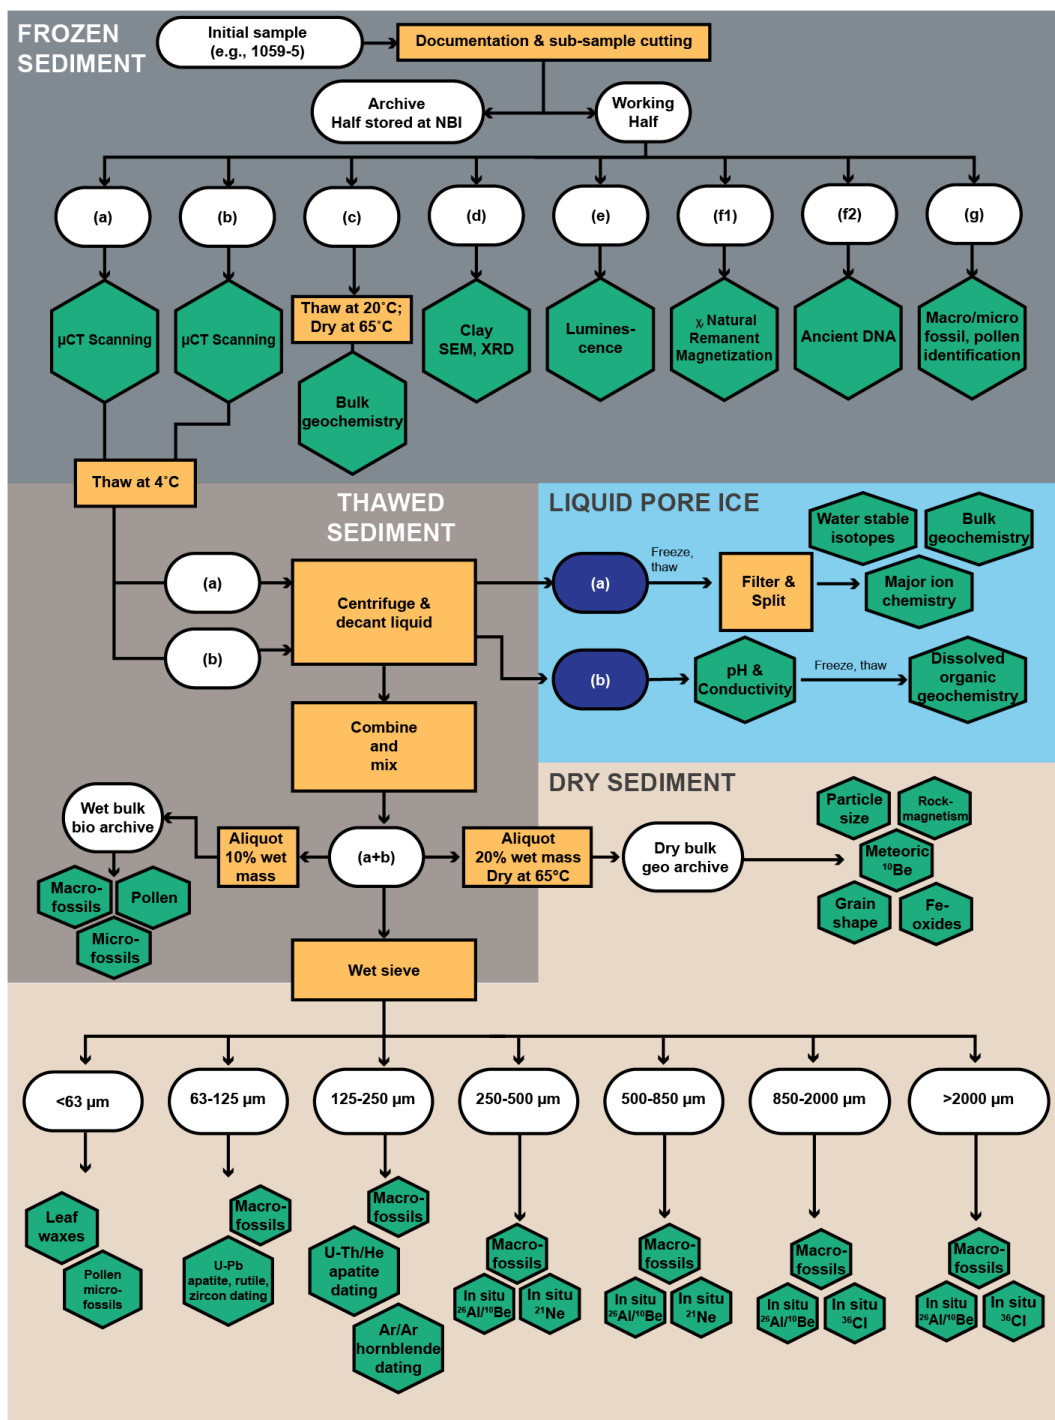 FROZEN
SEDIMENT
Initial sample
(e.g., 1059-5)
Documentation & sub-sample cutting
Archive
Half stored at NBI
Working
Half
(a)
(b)
(c)
(d)
(e)
(f1)
(f2)
(g)
µCT Scanning
µCT Scanning
Thaw at 20˚C;
Dry at 65˚C
Bulk
geochemistry
Clay
SEM, XRD
Lumines-
cence
χ, Natural
Remanent
Magnetization
Ancient DNA
Macro/micro
fossil, pollen
identification
Thaw at 4˚C
THAWED
SEDIMENT
(a)
(b)
Centrifuge &
decant liquid
Combine
and
mix
LIQUID PORE ICE
(a)
Freeze,
thaw
Filter &
Split
Water stable
isotopes
Bulk
geochemistry
Major ion
chemistry
(b)
pH &
Conductivity
Freeze, thaw
Dissolved
organic
geochemistry
Wet bulk
bio archive
Macro-
fossils
Pollen
Micro-
fossils
Aliquot
10% wet
mass
(a+b)
Aliquot
20% wet mass
Dry at 65°C
DRY SEDIMENT
Dry bulk
geo archive
Particle
size
Rock-
magnetism
Meteoric
¹⁰Be
Grain
shape
Fe-
oxides
Wet sieve
<63 µm
63-125 µm
125-250 µm
250-500 µm
500-850 µm
850-2000 µm
>2000 µm
Leaf
waxes
Pollen
micro-
fossils
Macro-
fossils
U-Pb
apatite, rutile,
zircon dating
Macro-
fossils
U-Th/He
apatite
dating
Ar/Ar
hornblende
dating
Macro-
fossils
In situ
²⁶Al/¹⁰Be
In situ
²¹Ne
Macro-
fossils
In situ
²⁶Al/¹⁰Be
In situ
²¹Ne
Macro-
fossils
In situ
²⁶Al/¹⁰Be
In situ
³⁶Cl
Macro-
fossils
In situ
²⁶Al/¹⁰Be
In situ
³⁶Cl